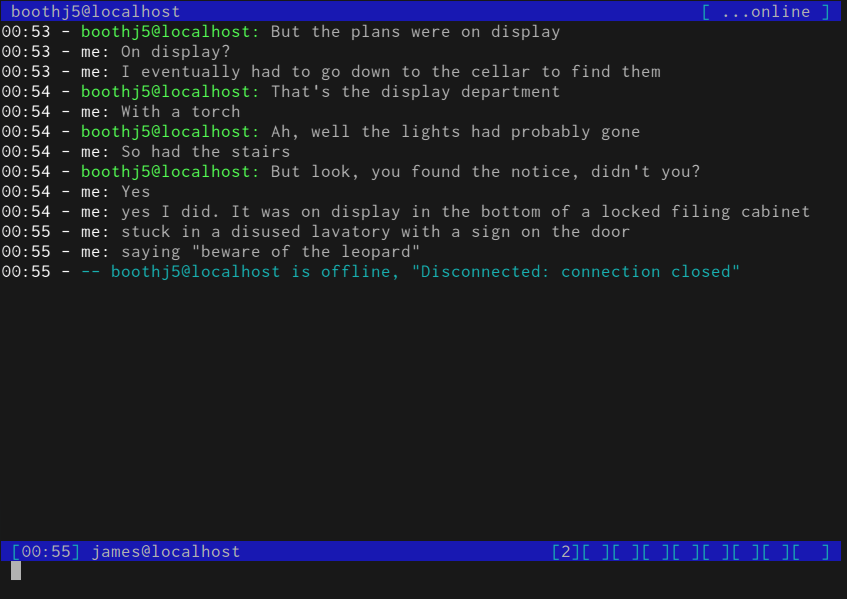 boothj5@localhost [ ...online ]
00:53 - boothj5@localhost: But the plans were on display
00:53 - me: On display?
00:53 - me: I eventually had to go down to the cellar to find them
00:54 - boothj5@localhost: That's the display department
00:54 - me: With a torch
00:54 - boothj5@localhost: Ah, well the lights had probably gone
00:54 - me: So had the stairs
00:54 - boothj5@localhost: But look, you found the notice, didn't you?
00:54 - me: Yes
00:54 - me: yes I did. It was on display in the bottom of a locked filing cabinet
00:55 - me: stuck in a disused lavatory with a sign on the door
00:55 - me: saying "beware of the leopard"
00:55 - -- boothj5@localhost is offline, "Disconnected: connection closed"
[00:55] james@localhost [2][ ][ ][ ][ ][ ][ ][ ][  ]